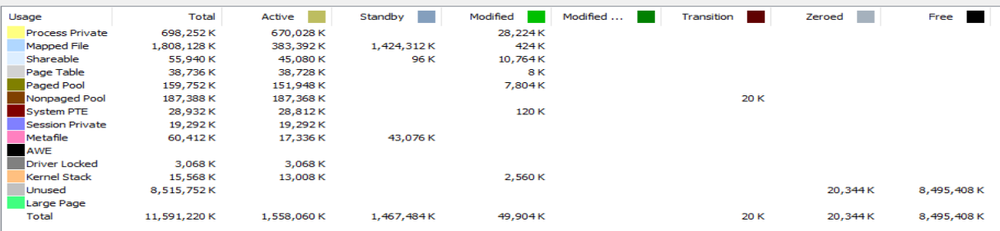 Usage Total Active Standby Modified Modified ... Transition Zeroed Free
Process Private 698,252 K 670,028 K 28,224 K
Mapped File 1,808,128 K 383,392 K 1,424,312 K 424 K
Shareable 55,940 K 45,080 K 96 K 10,764 K
Page Table 38,736 K 38,728 K 8 K
Paged Pool 159,752 K 151,948 K 7,804 K
Nonpaged Pool 187,388 K 187,368 K 20 K
System PTE 28,932 K 28,812 K 120 K
Session Private 19,292 K 19,292 K
Metafile 60,412 K 17,336 K 43,076 K
AWE
Driver Locked 3,068 K 3,068 K
Kernel Stack 15,568 K 13,008 K 2,560 K
Unused 8,515,752 K 20,344 K 8,495,408 K
Large Page
Total 11,591,220 K 1,558,060 K 1,467,484 K 49,904 K 20 K 20,344 K 8,495,408 K